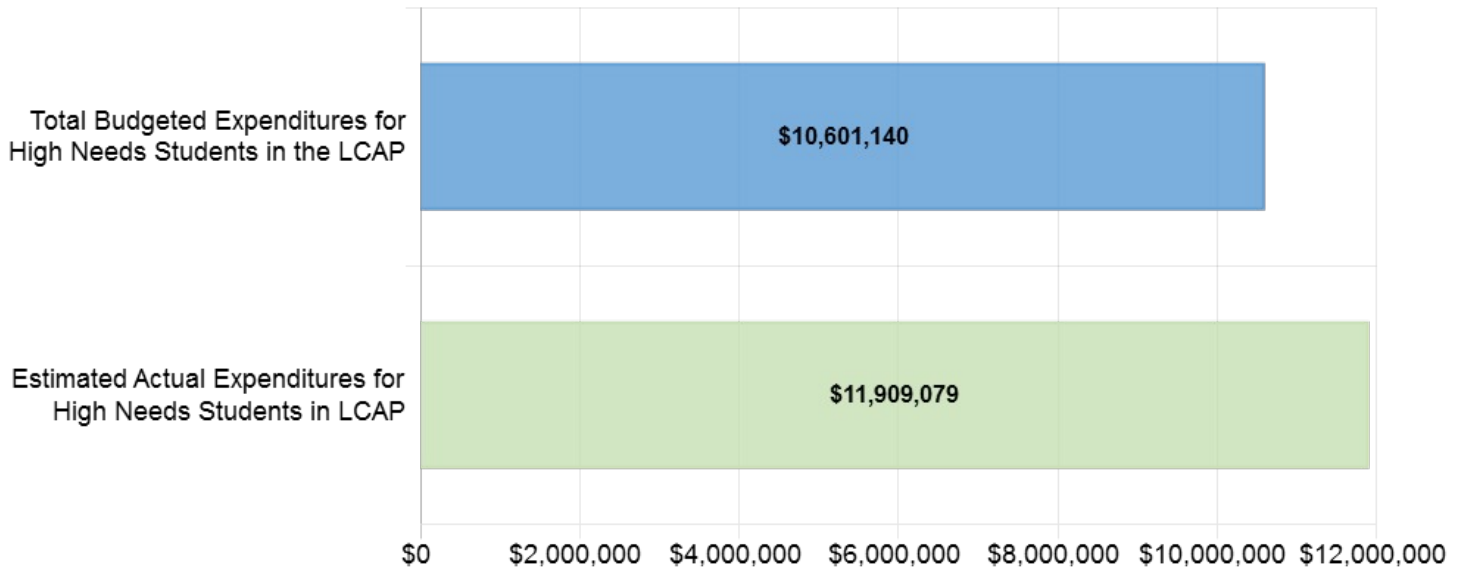 Total Budgeted Expenditures for
High Needs Students in the LCAP
$10,601,140
Estimated Actual Expenditures for
High Needs Students in LCAP
$11,909,079
$0 $2,000,000 $4,000,000 $6,000,000 $8,000,000 $10,000,000 $12,000,000